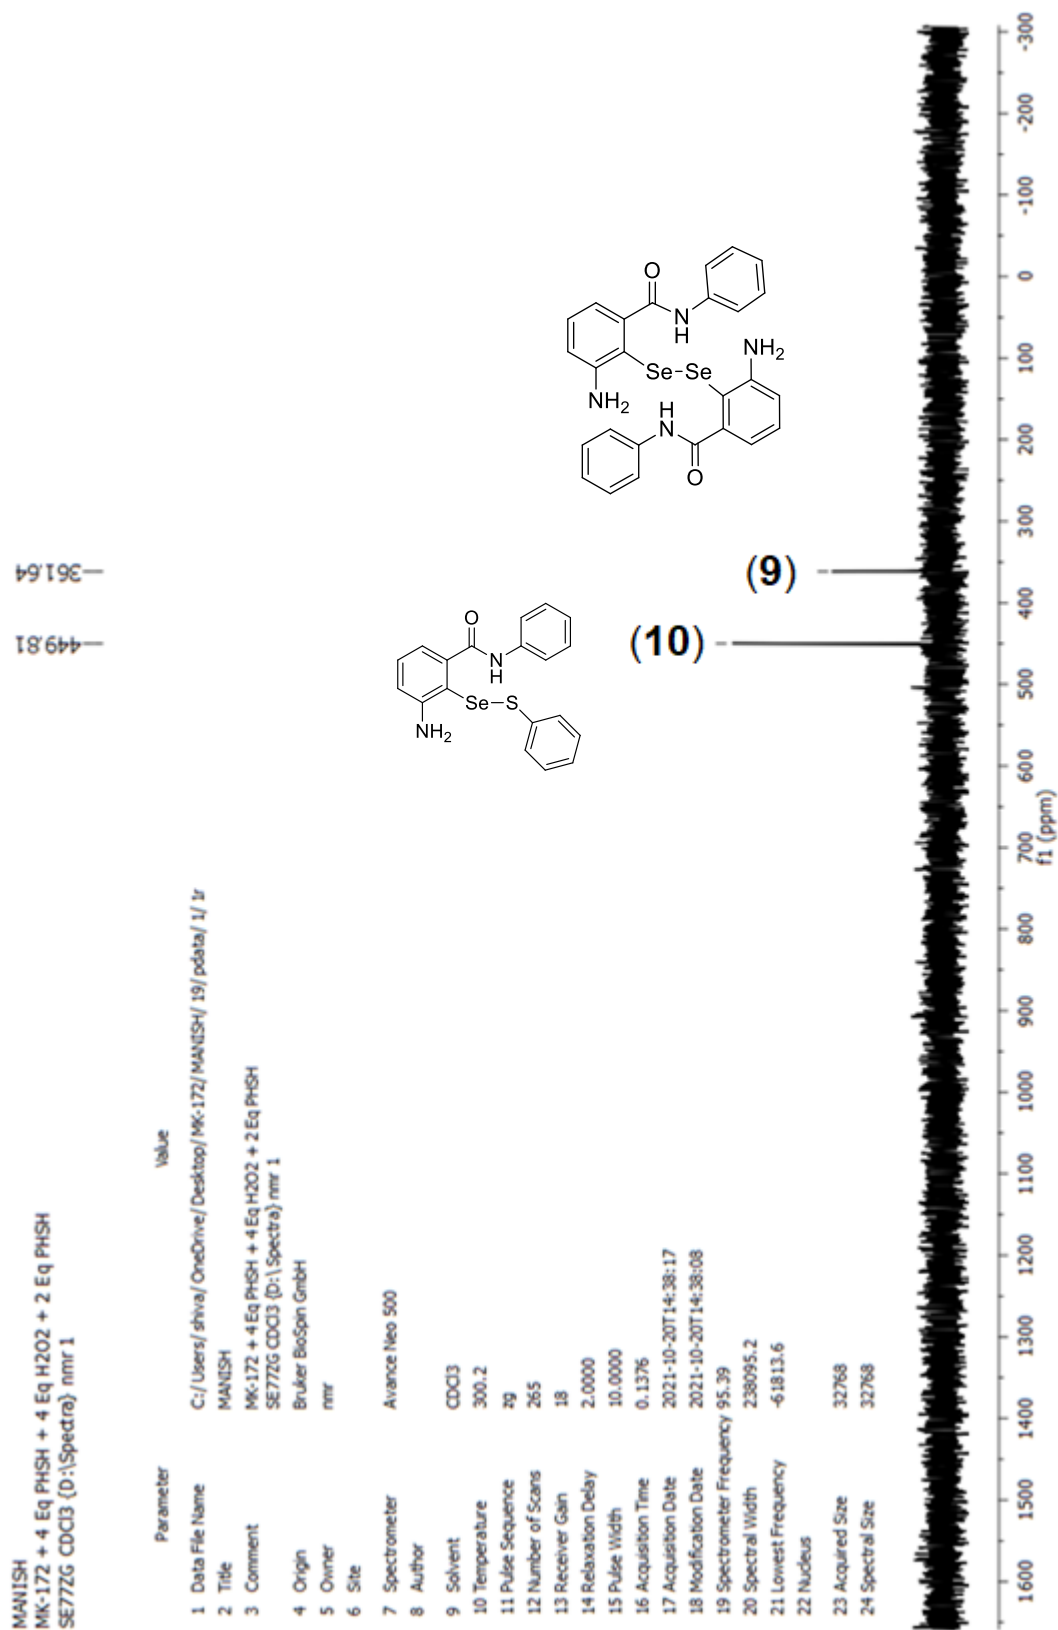 MANISH
MK-172 + 4 Eq PHSH + 4 Eq H2O2 + 2 Eq PHSH
SE77ZG CDCl3 {D:\Spectra} nmr 1
—449.81
—361.64
Parameter Value
1 Data File Name C:/ Users/ shiva/ OneDrive/ Desktop/ MK-172/ MANISH/ 19/ pdata/ 1/ 1r
2 Title MANISH
3 Comment MK-172 + 4 Eq PHSH + 4 Eq H2O2 + 2 Eq PHSH
SE77ZG CDCl3 {D:\Spectra} nmr 1
4 Origin Bruker BioSpin GmbH
5 Owner nmr
6 Site
7 Spectrometer Avance Neo 500
8 Author
9 Solvent CDCl3
10 Temperature 300.2
11 Pulse Sequence zg
12 Number of Scans 265
13 Receiver Gain 18
14 Relaxation Delay 2.0000
15 Pulse Width 10.0000
16 Acquisition Time 0.1376
17 Acquisition Date 2021-10-20T14:38:17
18 Modification Date 2021-10-20T14:38:08
19 Spectrometer Frequency 95.39
20 Spectral Width 238095.2
21 Lowest Frequency -61813.6
22 Nucleus
23 Acquired Size 32768
24 Spectral Size 32768
O
N
H
Se-Se
NH2
NH2
H
N
O
(9)
O
N
H
Se-S
NH2
(10)
1600 1500 1400 1300 1200 1100 1000 900 800 700 600 500 400 300 200 100 0 -100 -200 -300
f1 (ppm)